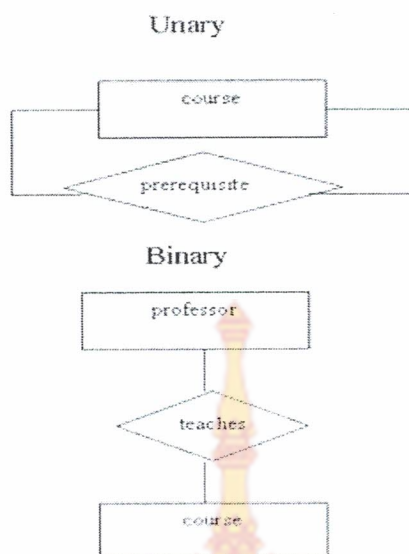 Unary
course
prerequisite
Binary
professor
teaches
course